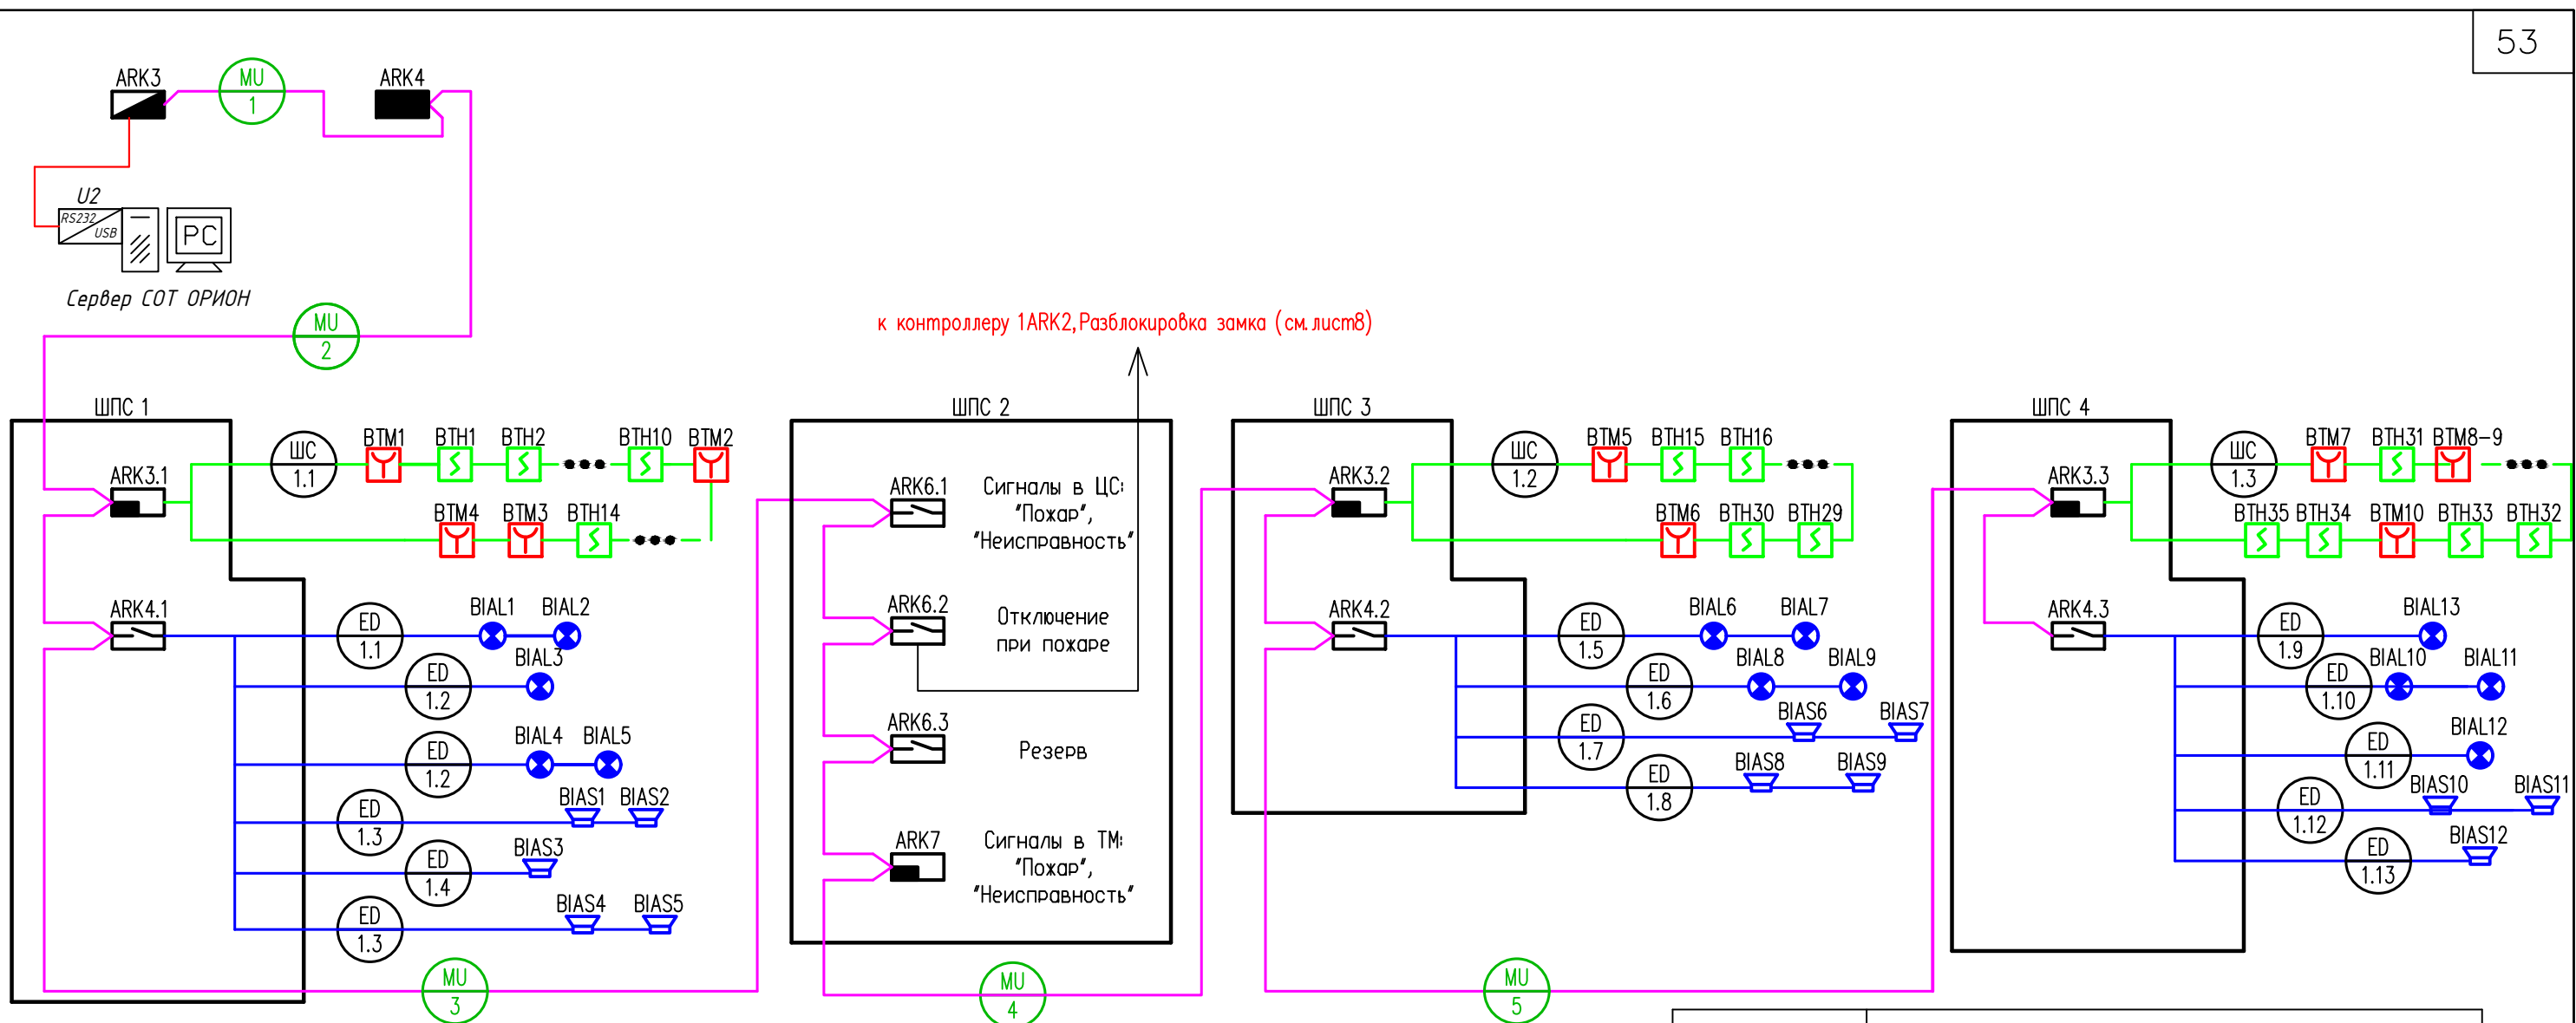 53
ARK3
MU
1
ARK4
U2
RS232
USB
PC
Сервер СОТ ОРИОН
MU
2
к контроллеру 1ARK2, Разблокировка замка (см. лист8)
ШПС 1
ARK3.1
ШС
1.1
BTM1
BTH1
BTH2
BTH10
BTM2
BTM4
BTM3
BTH14
ARK4.1
ED
1.1
BIAL1
BIAL2
ED
1.2
BIAL3
ED
1.2
BIAL4
BIAL5
ED
1.3
BIAS1
BIAS2
ED
1.4
BIAS3
ED
1.3
BIAS4
BIAS5
MU
3
ШПС 2
ARK6.1
Сигналы в ЦС:
"Пожар",
"Неисправность"
ARK6.2
Отключение
при пожаре
ARK6.3
Резерв
ARK7
Сигналы в ТМ:
"Пожар",
"Неисправность"
MU
4
ШПС 3
ARK3.2
ШС
1.2
BTM5
BTH15
BTH16
BTM6
BTH30
BTH29
ARK4.2
ED
1.5
BIAL6
BIAL7
ED
1.6
BIAL8
BIAL9
ED
1.7
BIAS6
BIAS7
ED
1.8
BIAS8
BIAS9
MU
5
ШПС 4
ARK3.3
ШС
1.3
BTM7
BTH31
BTM8-9
BTH35
BTH34
BTM10
BTH33
BTH32
ARK4.3
ED
1.9
BIAL13
ED
1.10
BIAL10
BIAL11
ED
1.11
BIAL12
ED
1.12
BIAS10
BIAS11
ED
1.13
BIAS12